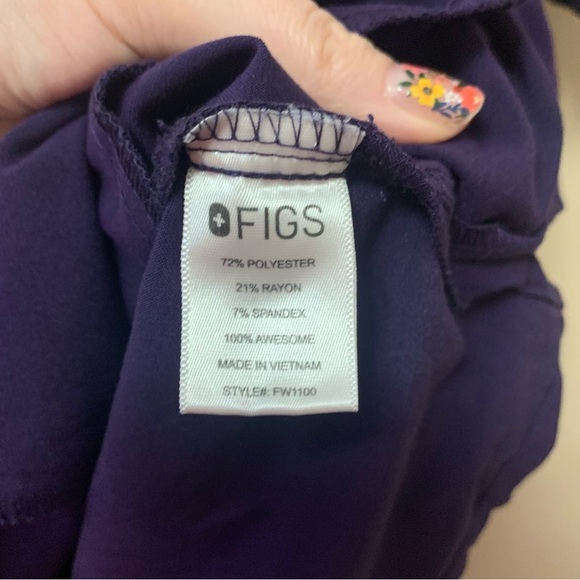 FIGS
72% POLYESTER
21% RAYON
7% SPANDEX
100% AWESOME
MADE IN VIETNAM
STYLE#: FW1100